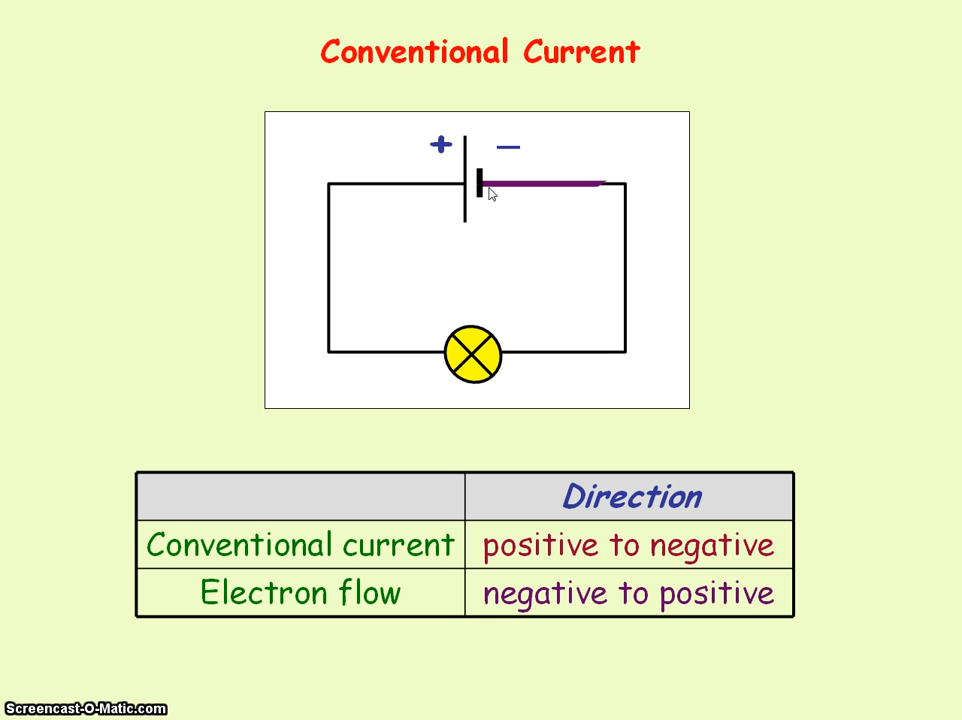 Conventional Current
+ –
Direction
Conventional current positive to negative
Electron flow negative to positive
Screencast-O-Matic.com